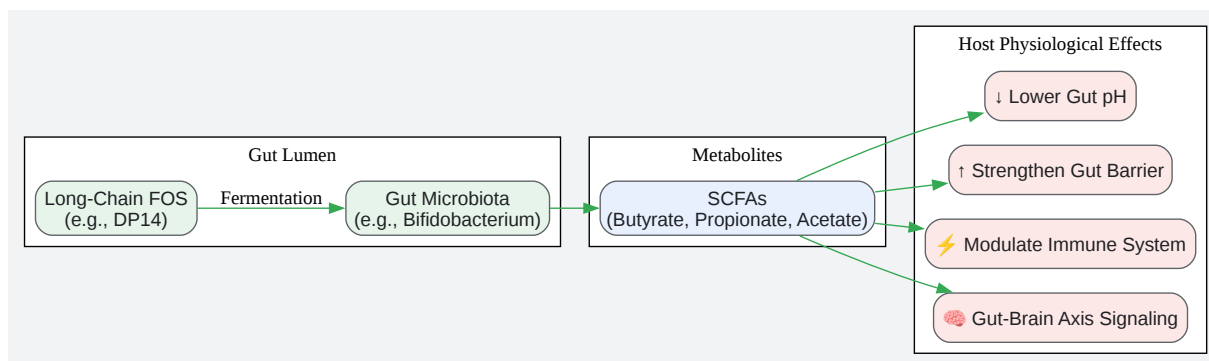 Gut Lumen
Long-Chain FOS
(e.g., DP14)
Fermentation
Gut Microbiota
(e.g., Bifidobacterium)
Metabolites
SCFAs
(Butyrate, Propionate, Acetate)
Host Physiological Effects
↓ Lower Gut pH
↑ Strengthen Gut Barrier
⚡ Modulate Immune System
🧠 Gut-Brain Axis Signaling